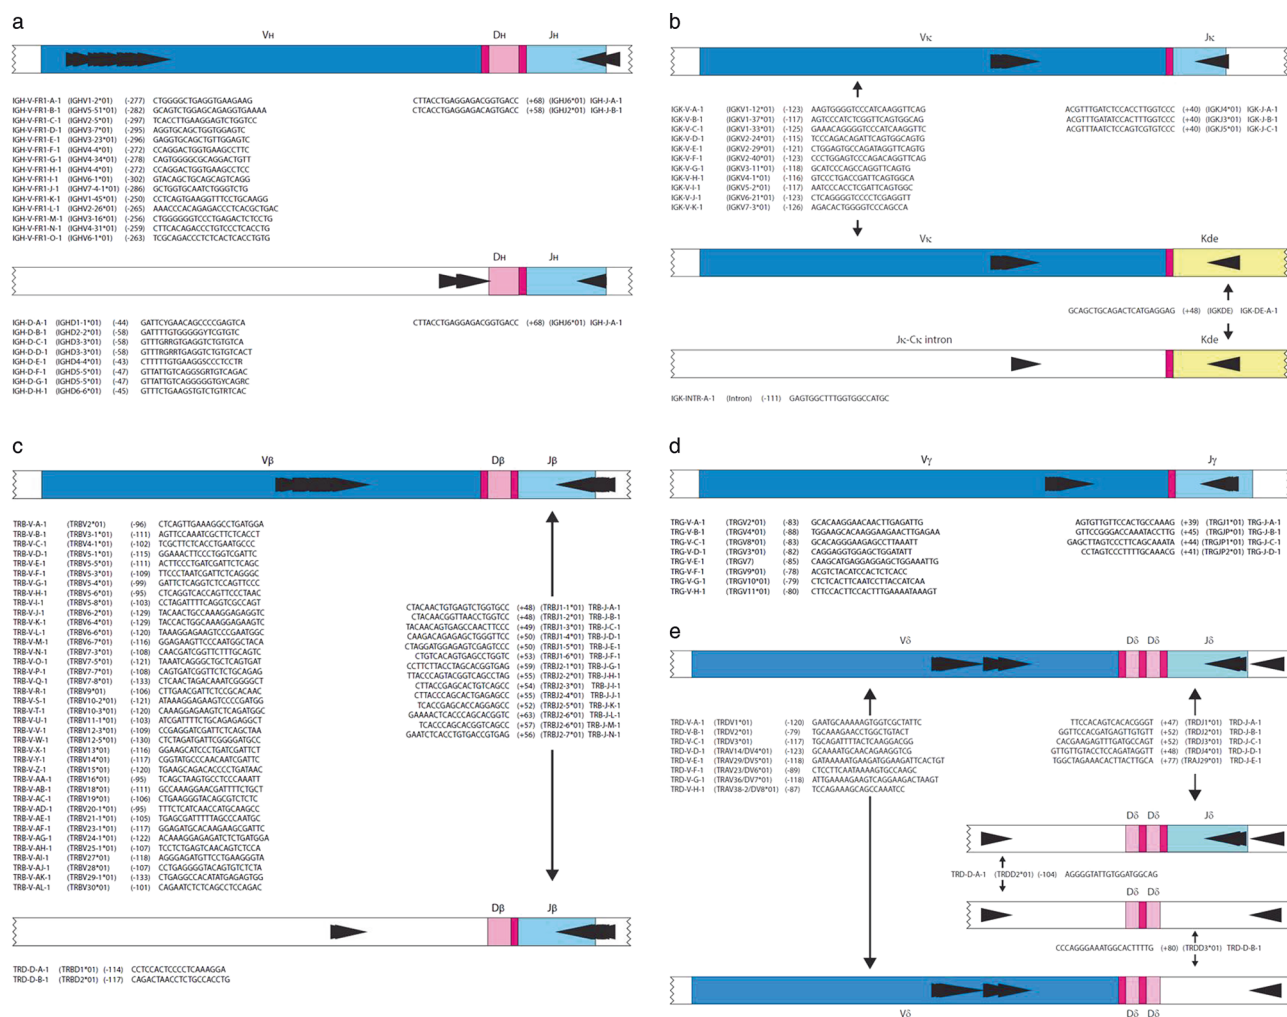 a
VH DH JH
IGH-V-FR1-A-1 (IGHV1-2*01) (-277) CTGGGGCTGAGGTGAAGAAG
IGH-V-FR1-B-1 (IGHV5-51*01) (-282) GCAGTCTGGAGCAGAGGTGAAAA
IGH-V-FR1-C-1 (IGHV2-5*01) (-297) TCACCTTGAAGGAGTCTGGTCC
IGH-V-FR1-D-1 (IGHV3-7*01) (-295) AGGTGCAGCTGGTGGAGTC
IGH-V-FR1-E-1 (IGHV3-23*01) (-296) GAGGTGCAGCTGTTGGAGTC
IGH-V-FR1-F-1 (IGHV4-4*01) (-272) CCAGGACTGGTGAAGCCTTC
IGH-V-FR1-G-1 (IGHV4-34*01) (-278) CAGTGGGGCGCAGGACTGTT
IGH-V-FR1-H-1 (IGHV4-4*01) (-272) CCAGGACTGGTGAAGCCTCC
IGH-V-FR1-I-1 (IGHV6-1*01) (-302) GTACAGCTGCAGCAGTCAGG
IGH-V-FR1-J-1 (IGHV7-4-1*01) (-286) GCTGGTGCAATCTGGGTCTG
IGH-V-FR1-K-1 (IGHV1-45*01) (-250) CCTCAGTGAAGGTTTCCTGCAAGG
IGH-V-FR1-L-1 (IGHV2-26*01) (-265) AAACCCACAGAGACCCTCACGCTGAC
IGH-V-FR1-M-1 (IGHV3-16*01) (-256) CTGGGGGGTCCCTGAGACTCTCCTG
IGH-V-FR1-N-1 (IGHV4-31*01) (-259) CTTCACAGACCCTGTCCCTCACCTG
IGH-V-FR1-O-1 (IGHV6-1*01) (-263) TCGCAGACCCTCTCACTCACCTGTG
CTTACCTGAGGAGACGGTGACC (+68) (IGHJ6*01) IGH-J-A-1
CTCACCTGAGGAGACAGTGACC (+58) (IGHJ2*01) IGH-J-B-1
DH JH
IGH-D-A-1 (IGHD1-1*01) (-44) GATTCYGAACAGCCCCGAGTCA
IGH-D-B-1 (IGHD2-2*01) (-58) GATTTTGTGGGGGYTCGTGTC
IGH-D-C-1 (IGHD3-3*01) (-58) GTTTGRRGTGAGGTCTGTGTCA
IGH-D-D-1 (IGHD3-3*01) (-58) GTTTRGRRTGAGGTCTGTGTCACT
IGH-D-E-1 (IGHD4-4*01) (-43) CTTTTTGTGAAGGSCCCTCCTR
IGH-D-F-1 (IGHD5-5*01) (-47) GTTATTGTCAGGSGRTGTCAGAC
IGH-D-G-1 (IGHD5-5*01) (-47) GTTATTGTCAGGGGGTGYCAGRC
IGH-D-H-1 (IGHD6-6*01) (-45) GTTTCTGAAGSTGTCTGTRTCAC
CTTACCTGAGGAGACGGTGACC (+68) (IGHJ6*01) IGH-J-A-1
b
Vκ Jκ
IGK-V-A-1 (IGKV1-12*01) (-123) AAGTGGGGTCCCATCAAGGTTCAG
IGK-V-B-1 (IGKV1-37*01) (-117) AGTCCCATCTCGGTTCAGTGGCAG
IGK-V-C-1 (IGKV1-33*01) (-125) GAAACAGGGGTCCCATCAAGGTTC
IGK-V-D-1 (IGKV2-24*01) (-115) TCCCAGACAGATTCAGTGGCAGTG
IGK-V-E-1 (IGKV2-29*01) (-121) CTGGAGTGCCAGATAGGTTCAGTG
IGK-V-F-1 (IGKV2-40*01) (-123) CCCTGGAGTCCCAGACAGGTTCAG
IGK-V-G-1 (IGKV3-11*01) (-118) GCATCCCAGCCAGGTTCAGTG
IGK-V-H-1 (IGKV4-1*01) (-116) GTCCCTGACCGATTCAGTGGCA
IGK-V-I-1 (IGKV5-2*01) (-117) AATCCCACCTCGATTCAGTGGC
IGK-V-J-1 (IGKV6-21*01) (-123) CTCAGGGGTCCCCTCGAGGTT
IGK-V-K-1 (IGKV7-3*01) (-126) AGACACTGGGGTCCCAGCCA
ACGTTTGATCTCCACCTTGGTCCC (+40) (IGKJ4*01) IGK-J-A-1
ACGTTTGATATCCACTTTGGTCCC (+40) (IGKJ3*01) IGK-J-B-1
ACGTTTAATCTCCAGTCGTGTCCC (+40) (IGKJ5*01) IGK-J-C-1
Vκ Kde
GCAGCTGCAGACTCATGAGGAG (+48) (IGKDE) IGK-DE-A-1
Jκ-Cκ intron Kde
IGK-INTR-A-1 (Intron) (-111) GAGTGGCTTTGGTGGCCATGC
c
Vβ Dβ Jβ
TRB-V-A-1 (TRBV2*01) (-96) CTCAGTTGAAAGGCCTGATGGA
TRB-V-B-1 (TRBV3-1*01) (-111) AGTTCCAAATCGCTTCTCACCT
TRB-V-C-1 (TRBV4-1*01) (-102) TCGCTTCTCACCTGAATGCCC
TRB-V-D-1 (TRBV5-1*01) (-115) GGAAACTTCCCTGGTCGATTC
TRB-V-E-1 (TRBV5-5*01) (-111) ACTTCCCTGATCGATTCTCAGC
TRB-V-F-1 (TRBV5-3*01) (-109) TTCCCTAATCGATTCTCAGGGC
TRB-V-G-1 (TRBV5-4*01) (-99) GATTCTCAGGTCTCCAGTTCCC
TRB-V-H-1 (TRBV5-6*01) (-95) CTCAGGTCACCAGTTCCCTAAC
TRB-V-I-1 (TRBV5-8*01) (-103) CCTAGATTTTCAGGTCGCCAGT
TRB-V-J-1 (TRBV6-2*01) (-129) TACAACTGCCAAAGGAGAGGTC
TRB-V-K-1 (TRBV6-4*01) (-129) TACCACTGGCAAAGGAGAAGTC
TRB-V-L-1 (TRBV6-6*01) (-120) TAAAGGAGAAGTCCCGAATGGC
TRB-V-M-1 (TRBV6-7*01) (-116) GGAGAAGTTCCCAATGGCTACA
TRB-V-N-1 (TRBV7-3*01) (-108) CAACGATCGGTTCTTTGCAGTC
TRB-V-O-1 (TRBV7-5*01) (-121) TAAATCAGGGCTGCTCAGTGAT
TRB-V-P-1 (TRBV7-7*01) (-108) CAGTGATCGGTTCTCTGCAGAG
TRB-V-Q-1 (TRBV7-8*01) (-133) CTCAACTAGACAAATCGGGGCT
TRB-V-R-1 (TRBV9*01) (-106) CTTGAACGATTCTCCGCACAAC
TRB-V-S-1 (TRBV10-2*01) (-121) ATAAAGGAGAAGTCCCCGATGG
TRB-V-T-1 (TRBV10-3*01) (-120) CAAAGGAGAAGTCTCAGATGGC
TRB-V-U-1 (TRBV11-1*01) (-103) ATCGATTTTCTGCAGAGAGGCT
TRB-V-V-1 (TRBV12-3*01) (-109) CCGAGGATCGATTCTCAGCTAA
TRB-V-W-1 (TRBV12-5*01) (-130) CTCTAGATGATTCGGGGATGCC
TRB-V-X-1 (TRBV13*01) (-116) GGAAGCATCCCTGATCGATTC
TRB-V-Y-1 (TRBV14*01) (-117) CGGTATGCCCAACAATCGATTC
TRB-V-Z-1 (TRBV15*01) (-120) TGAAGCAGACACCCCTGATAAC
TRB-V-AA-1 (TRBV16*01) (-95) TCAGCTAAGTGCCTCCCAAATT
TRB-V-AB-1 (TRBV18*01) (-111) GCCAAAGGAACGATTTTCTGCT
TRB-V-AC-1 (TRBV19*01) (-106) CTGAAGGGTACAGCGTCTCTC
TRB-V-AD-1 (TRBV20-1*01) (-95) TTTCTCATCAACCATGCAAGCC
TRB-V-AE-1 (TRBV21-1*01) (-105) TGAGCGATTTTTAGCCCAATGC
TRB-V-AF-1 (TRBV23-1*01) (-117) GGAGATGCACAAGAAGCGATTC
TRB-V-AG-1 (TRBV24-1*01) (-122) ACAAAGGAGAGATCTCTGATGGA
TRB-V-AH-1 (TRBV25-1*01) (-107) TCCTCTGAGTCAACAGTCTCCA
TRB-V-AI-1 (TRBV27*01) (-118) AGGGAGATGTTCCTGAAGGGTA
TRB-V-AJ-1 (TRBV28*01) (-107) CCTGAGGGGTACAGTGTCTCTA
TRB-V-AK-1 (TRBV29-1*01) (-133) CTGAGGCCACATATGAGAGTGG
TRB-V-AL-1 (TRBV30*01) (-101) CAGAATCTCTCAGCCTCCAGAC
CTACAACTGTGAGTCTGGTGCC (+48) (TRBJ1-1*01) TRB-J-A-1
CTACAACGGTTAACCTGGTCC (+48) (TRBJ1-2*01) TRB-J-B-1
TACAACAGTGAGCCAACTTCCC (+49) (TRBJ1-3*01) TRB-J-C-1
CAAGACAGAGAGCTGGGTTCC (+50) (TRBJ1-4*01) TRB-J-D-1
CTAGGATGGAGAGTCGAGTCCC (+50) (TRBJ1-5*01) TRB-J-E-1
CTGTCACAGTGAGCCTGGTC (+53) (TRBJ1-6*01) TRB-J-F-1
CCTTCTTACCTAGCACGGTGAG (+59) (TRBJ2-1*01) TRB-J-G-1
TTACCCAGTACGGTCAGCCTAG (+55) (TRBJ2-2*01) TRB-J-H-1
CTTACCGAGCACTGTCAGCC (+54) (TRBJ2-3*01) TRB-J-I-1
CTTACCCAGCACTGAGAGCC (+55) (TRBJ2-4*01) TRB-J-J-1
TCACCGAGCACCAGGAGCC (+52) (TRBJ2-5*01) TRB-J-K-1
GAAAACTCACCCAGCACGGTC (+63) (TRBJ2-6*01) TRB-J-L-1
TCACCCAGCACGGTCAGCC (+57) (TRBJ2-6*01) TRB-J-M-1
GAATCTCACCTGTGACCGTGAG (+56) (TRBJ2-7*01) TRB-J-N-1
Dβ Jβ
TRD-D-A-1 (TRBD1*01) (-114) CCTCCACTCCCCTCAAAGGA
TRD-D-B-1 (TRBD2*01) (-117) CAGACTAACCTCTGCCACCTG
d
Vγ Jγ
TRG-V-A-1 (TRGV2*01) (-83) GCACAAGGAACAACTTGAGATTG
TRG-V-B-1 (TRGV4*01) (-88) TGGAAGCACAAGGAAGAACTTGAGAA
TRG-V-C-1 (TRGV8*01) (-83) GCACAGGGAAGAGCCTTAAATT
TRG-V-D-1 (TRGV3*01) (-82) CAGGAGGTGGAGCTGGATATT
TRG-V-E-1 (TRGV7) (-85) CAAGCATGAGAGGAGGAGCTGGAAATTG
TRG-V-F-1 (TRGV9*01) (-78) ACGTCTACATCCACTCTCACC
TRG-V-G-1 (TRGV10*01) (-79) CTCTCACTTCAATCCTTACCATCAA
TRG-V-H-1 (TRGV11*01) (-80) CTTCCACTTCCACTTTGAAAATAAAGT
AGTGTTGTTCCACTGCCAAAG (+39) (TRGJ1*01) TRG-J-A-1
GTTCCGGGACCAAATACCTTG (+45) (TRGJP*01) TRG-J-B-1
GAGCTTAGTCCCTTCAGCAAATA (+44) (TRGJP1*01) TRG-J-C-1
CCTAGTCCCTTTTGCAAACG (+41) (TRGJP2*01) TRG-J-D-1
e
Vδ Dδ Dδ Jδ
TRD-V-A-1 (TRDV1*01) (-120) GAATGCAAAAAGTGGTCGCTATTC
TRD-V-B-1 (TRDV2*01) (-79) TGCAAAGAACCTGGCTGTACT
TRD-V-C-1 (TRDV3*01) (-117) TGCAGATTTTACTCAAGGACGG
TRD-V-D-1 (TRAV14/DV4*01) (-123) GCAAAATGCAACAGAAGGTCG
TRD-V-E-1 (TRAV29/DV5*01) (-118) GATAAAAATGAAGATGGAAGATTCACTGT
TRD-V-F-1 (TRAV23/DV6*01) (-89) CTCCTTCAATAAAAGTGCCAAGC
TRD-V-G-1 (TRAV36/DV7*01) (-118) ATTGAAAAGAAGTCAGGAAGACTAAGT
TRD-V-H-1 (TRAV38-2/DV8*01) (-87) TCCAGAAAGCAGCCAAATCC
TTCCACAGTCACACGGGT (+47) (TRDJ1*01) TRD-J-A-1
GGTTCCACGATGAGTTGTGTT (+52) (TRDJ2*01) TRD-J-B-1
CACGAAGAGTTTGATGCCAGT (+52) (TRDJ3*01) TRD-J-C-1
GTTGTTGTACCTCCAGATAGGTT (+48) (TRDJ4*01) TRD-J-D-1
TGGCTAGAAACACTTACTTGCA (+77) (TRAJ29*01) TRD-J-E-1
Dδ Dδ Jδ
TRD-D-A-1 (TRDD2*01) (-104) AGGGGTATTGTGGATGGCAG
Dδ Dδ
CCCAGGGAAATGGCACTTTTG (+80) (TRDD3*01) TRD-D-B-1
Vδ Dδ Dδ